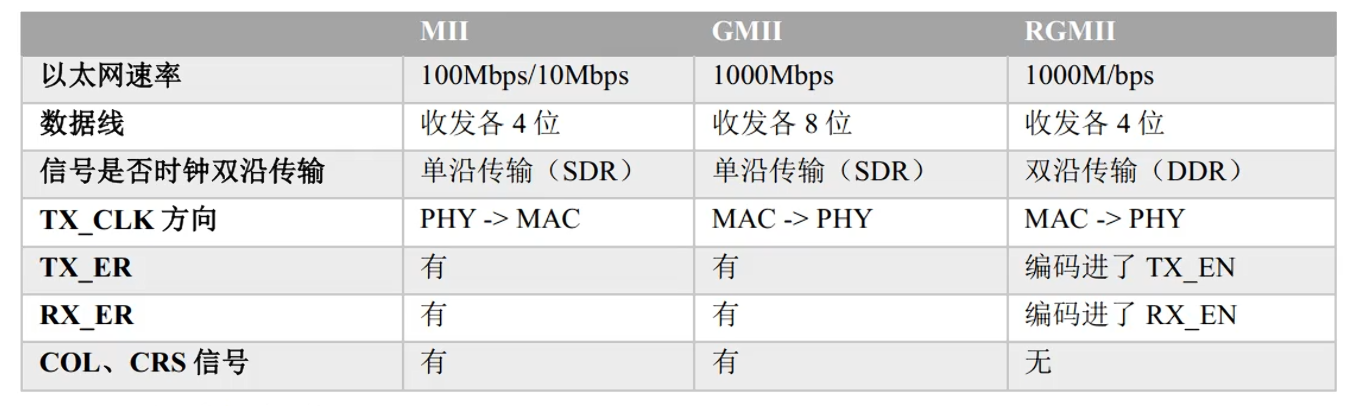 MII GMII RGMII
以太网速率 100Mbps/10Mbps 1000Mbps 1000M/bps
数据线 收发各 4 位 收发各 8 位 收发各 4 位
信号是否时钟双沿传输 单沿传输（SDR） 单沿传输（SDR） 双沿传输（DDR）
TX_CLK 方向 PHY -> MAC MAC -> PHY MAC -> PHY
TX_ER 有 有 编码进了 TX_EN
RX_ER 有 有 编码进了 RX_EN
COL、CRS 信号 有 有 无